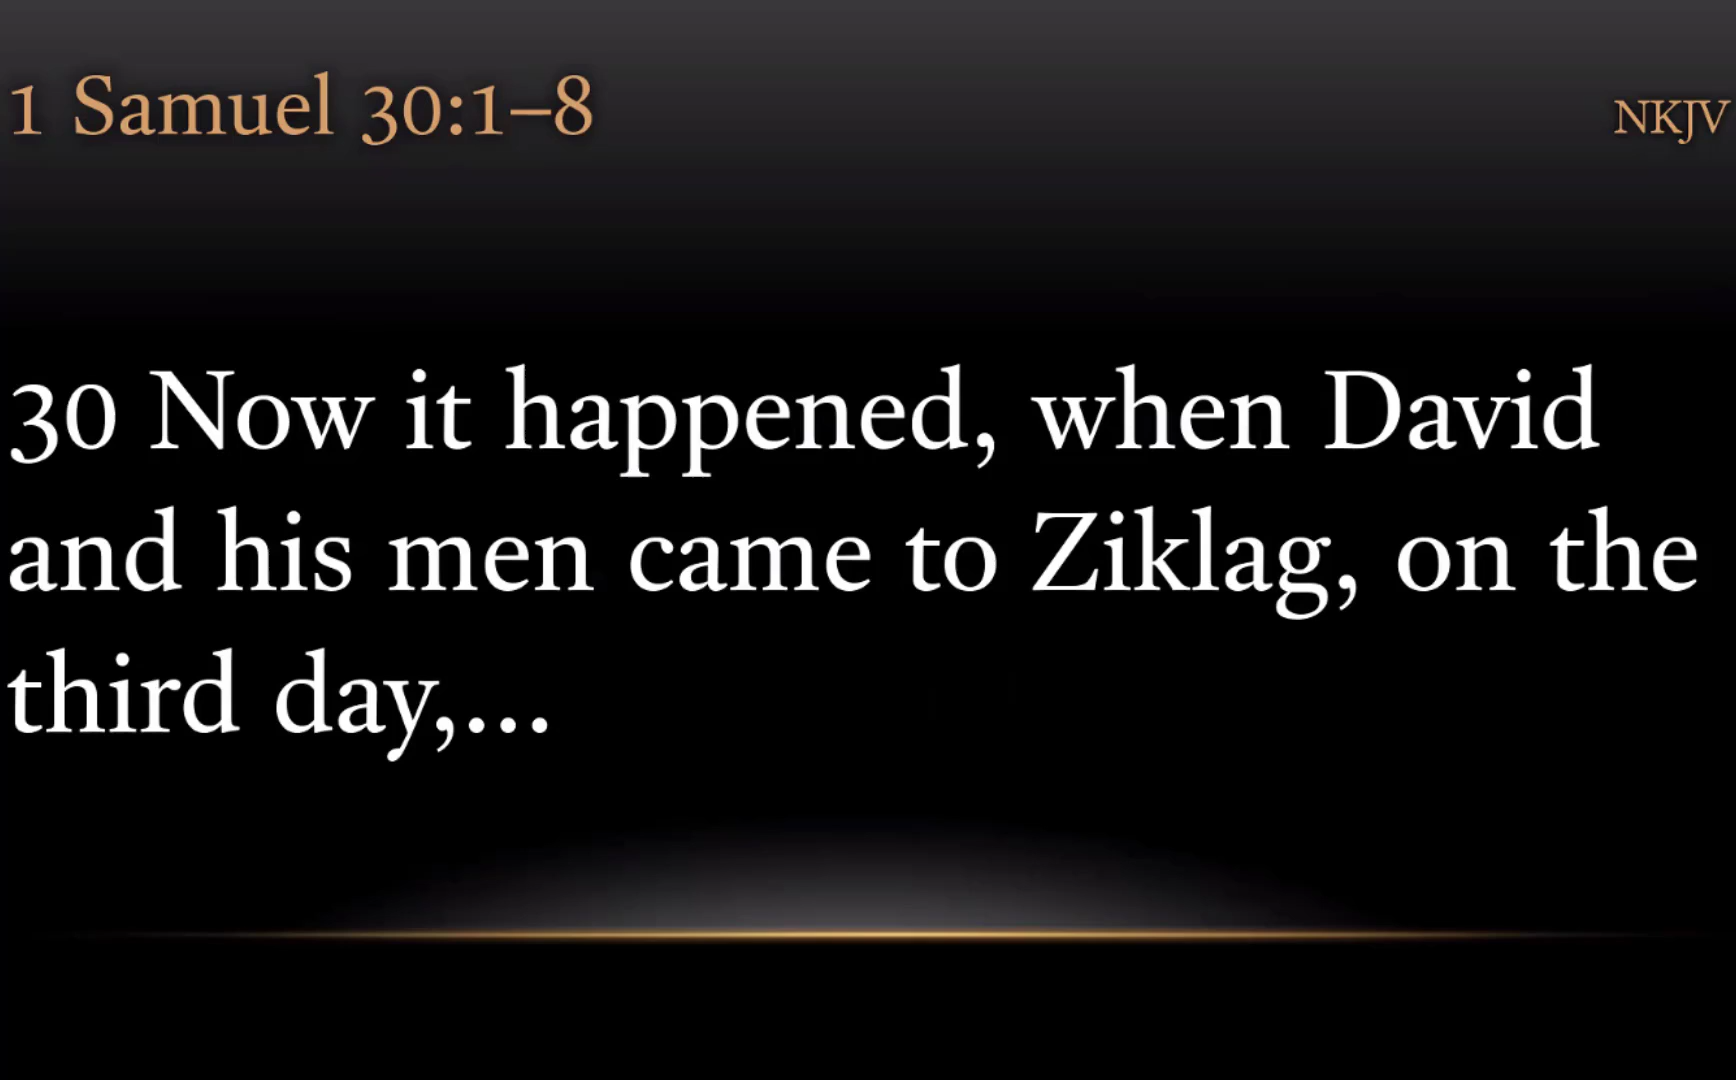 1 Samuel 30:1–8
NKJV
30 Now it happened, when David
and his men came to Ziklag, on the
third day,...